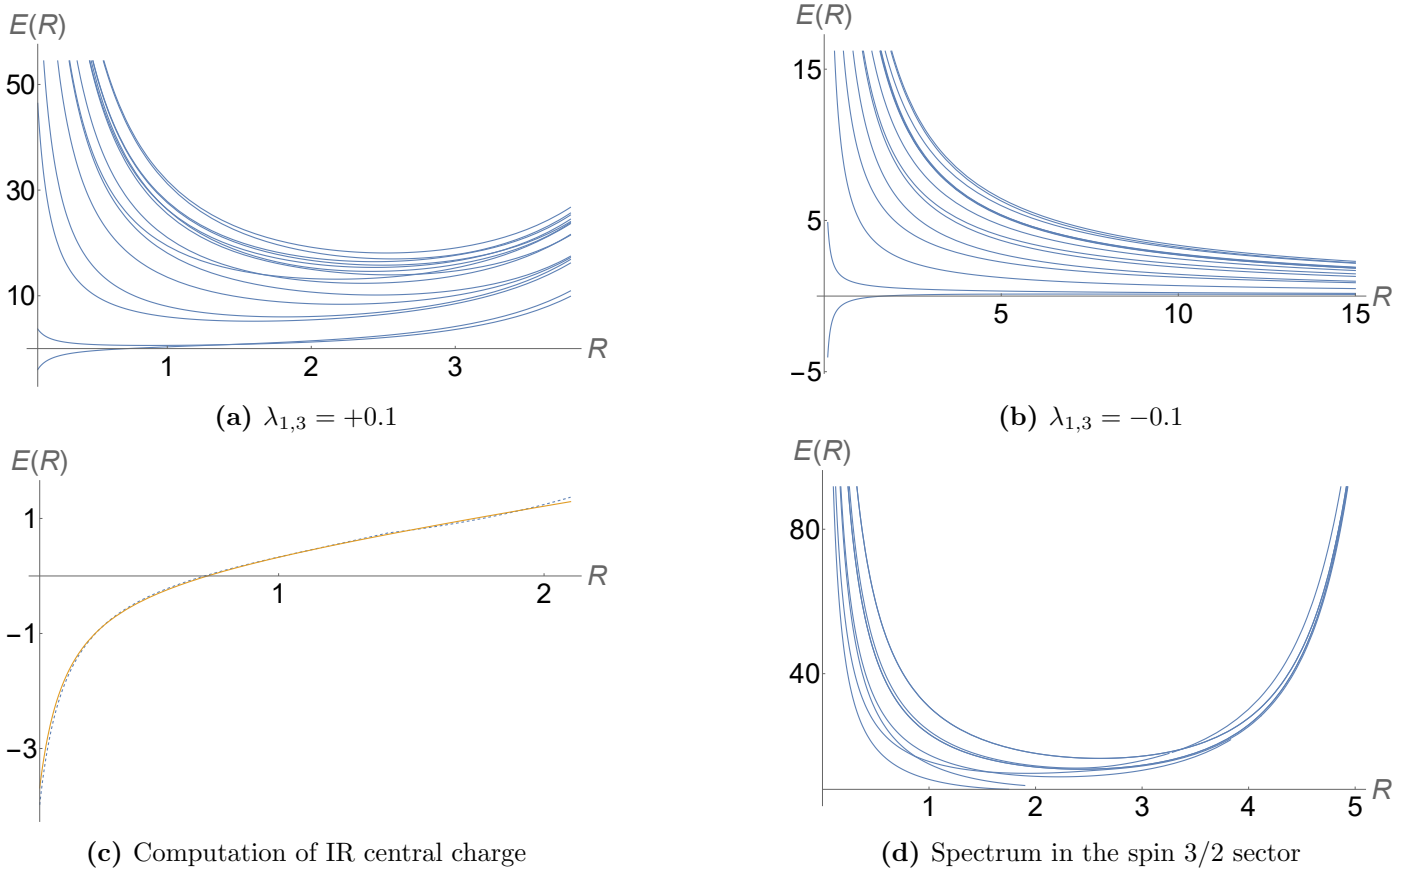 E(R)
50
30
10
1
2
3
R
(a) λ1,3 = +0.1
E(R)
15
5
−5
5
10
15
R
(b) λ1,3 = −0.1
E(R)
1
−1
−3
1
2
R
(c) Computation of IR central charge
E(R)
80
40
1
2
3
4
5
R
(d) Spectrum in the spin 3/2 sector